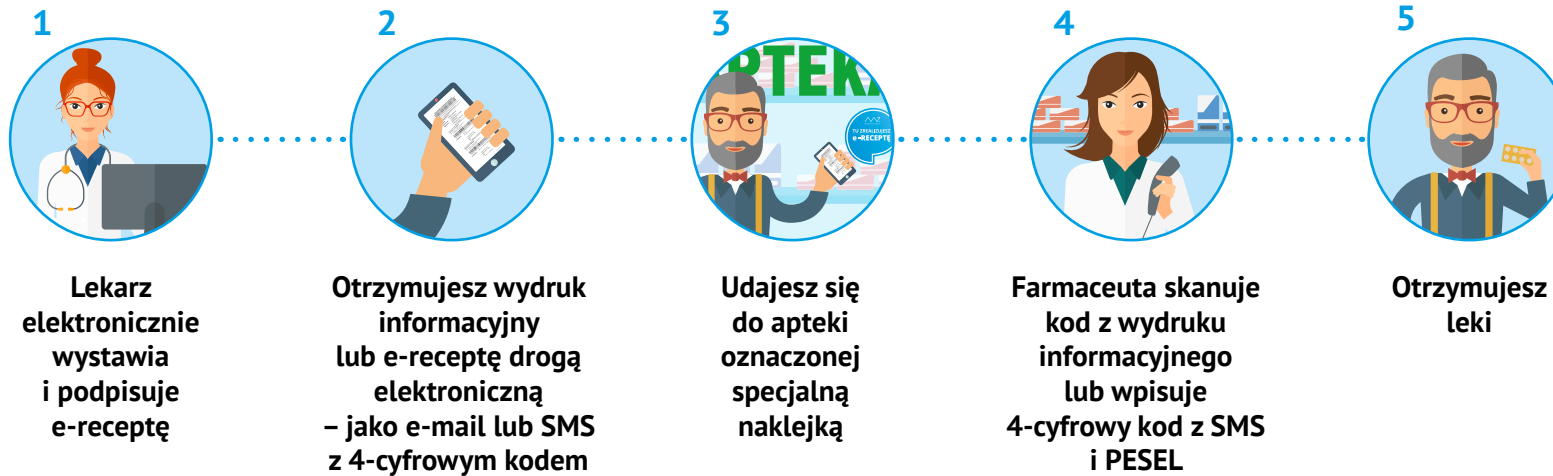 1
Lekarz
elektronicznie
wystawia
i podpisuje
e-receptę
2
Otrzymujesz wydruk
informacyjny
lub e-receptę drogą
elektroniczną
– jako e-mail lub SMS
z 4-cyfrowym kodem
3
APTEKA
TU ZREALIZUJESZ
e-RECEPTĘ
Udajesz się
do apteki
oznaczonej
specjalną
naklejką
4
Farmaceuta skanuje
kod z wydruku
informacyjnego
lub wpisuje
4-cyfrowy kod z SMS
i PESEL
5
Otrzymujesz
leki